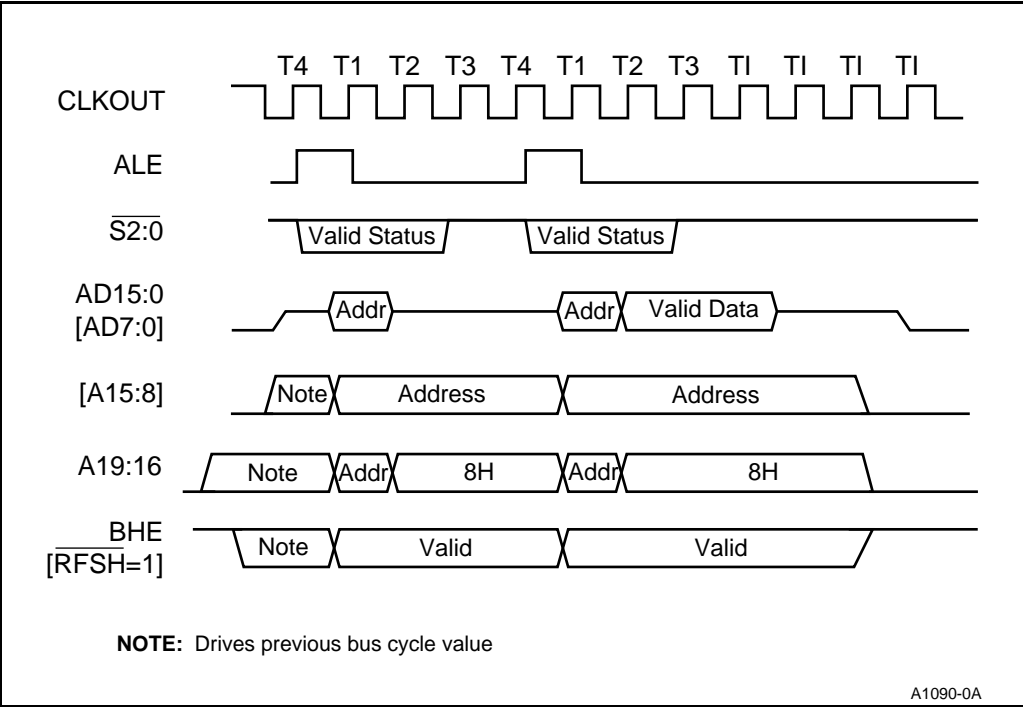 T4 T1 T2 T3 T4 T1 T2 T3 TI TI TI TI
CLKOUT
ALE
S2:0 Valid Status Valid Status
AD15:0
[AD7:0] Addr Addr Valid Data
[A15:8] Note Address Address
A19:16 Note Addr 8H Addr 8H
BHE
[RFSH=1] Note Valid Valid
NOTE: Drives previous bus cycle value
A1090-0A